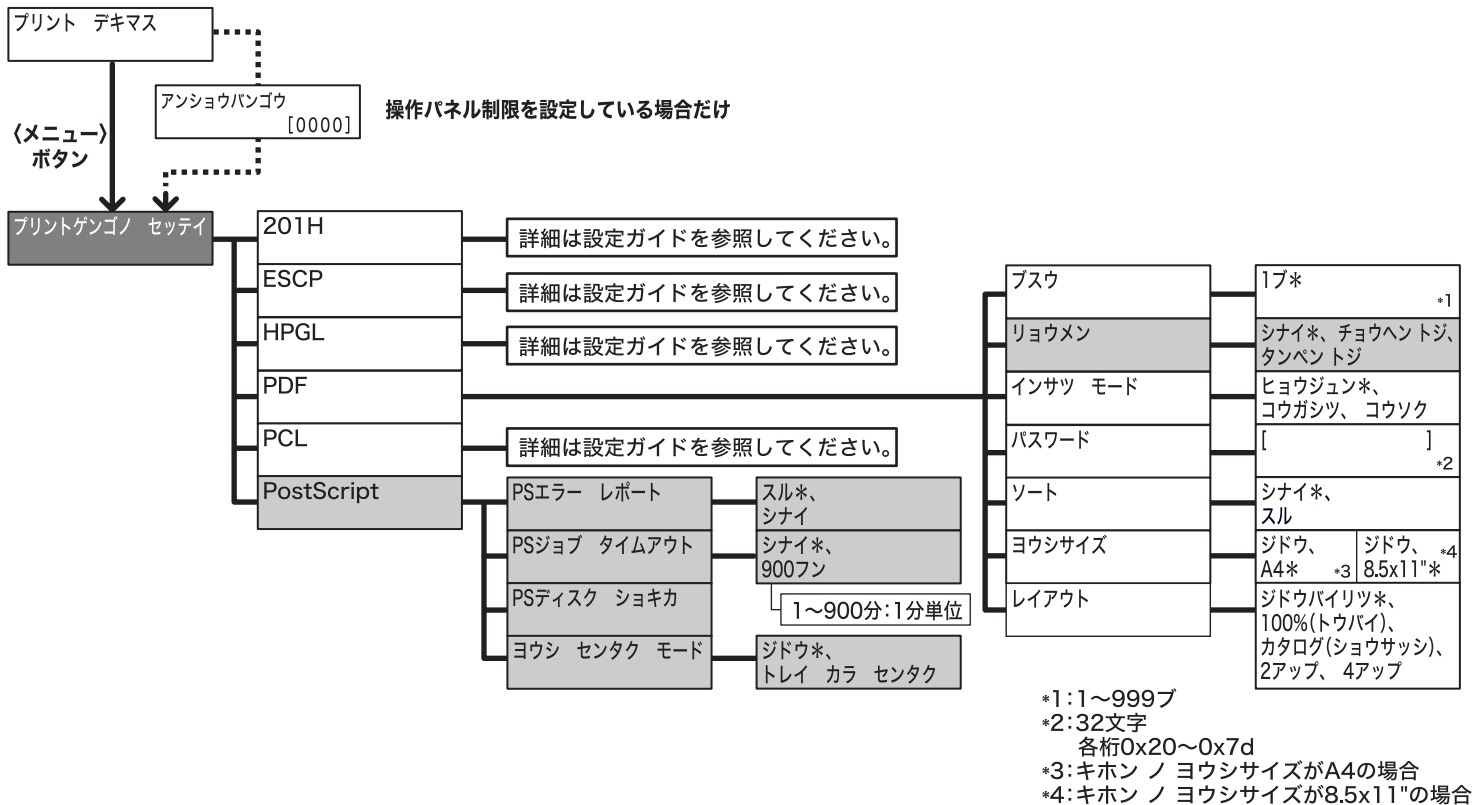 プリント　デキマス
アンショウバンゴウ
[0000]
操作パネル制限を設定している場合だけ
〈メニュー〉
ボタン
プリントゲンゴノ　セッテイ
201H
詳細は設定ガイドを参照してください。
ESCP
詳細は設定ガイドを参照してください。
HPGL
詳細は設定ガイドを参照してください。
PDF
PCL
詳細は設定ガイドを参照してください。
PostScript
PSエラー　レポート
スル＊、
シナイ
PSジョブ　タイムアウト
シナイ＊、
900フン
1〜900分：1分単位
PSディスク　ショキカ
ヨウシ　センタク　モード
ジドウ＊、
トレイ　カラ　センタク
ブスウ
1ブ＊
*1
リョウメン
シナイ＊、チョウヘン トジ、
タンペン トジ
インサツ　モード
ヒョウジュン＊、
コウガシツ、 コウソク
パスワード
[　　　　　　　　]
*2
ソート
シナイ＊、
スル
ヨウシサイズ
ジドウ、
A4＊ *3
ジドウ、 *4
8.5x11"＊
レイアウト
ジドウバイリツ＊、
100%(トウバイ)、
カタログ(ショウサッシ)、
2アップ、 4アップ
*1：1〜999ブ
*2：32文字
各桁0x20〜0x7d
*3：キホン ノ ヨウシサイズがA4の場合
*4：キホン ノ ヨウシサイズが8.5x11"の場合